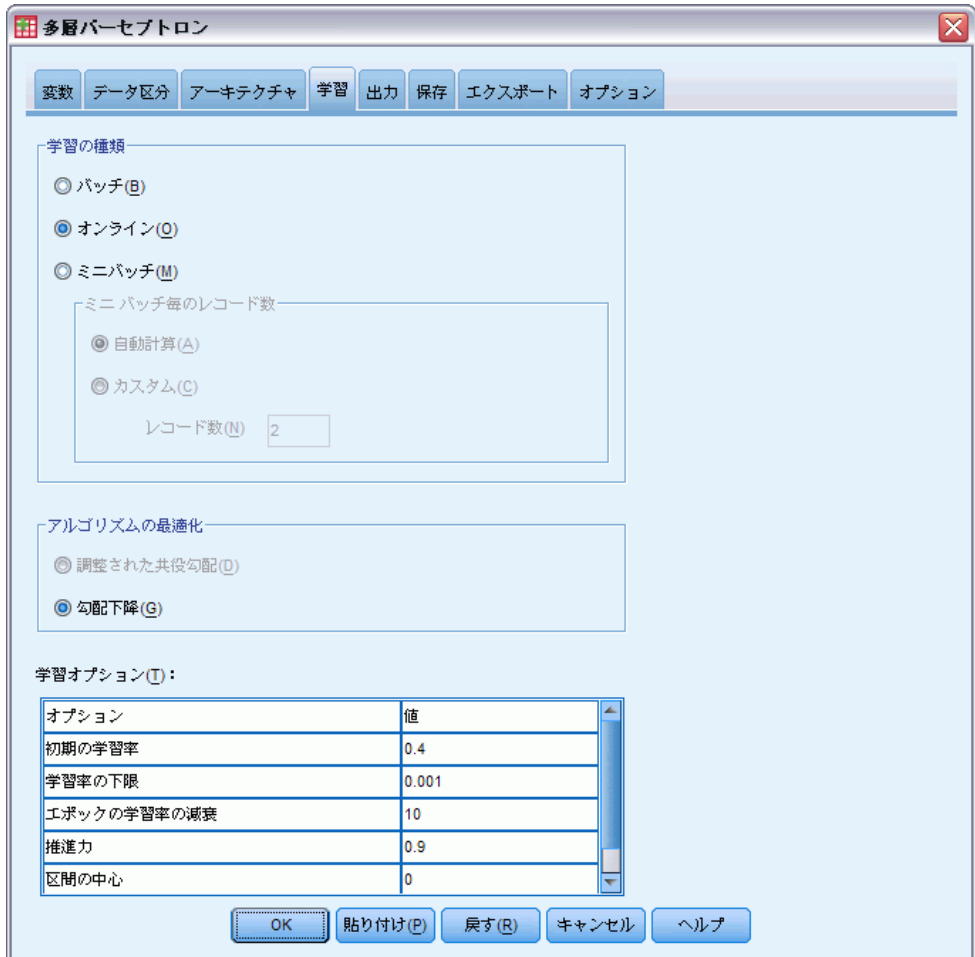 多層パーセプトロン
変数 データ区分 アーキテクチャ 学習 出力 保存 エクスポート オプション
学習の種類
バッチ(B)
オンライン(O)
ミニバッチ(M)
ミニ バッチ毎のレコード数
自動計算(A)
カスタム(C)
レコード数(N) 2
アルゴリズムの最適化
調整された共役勾配(D)
勾配下降(G)
学習オプション(T):
オプション 値
初期の学習率 0.4
学習率の下限 0.001
エポックの学習率の減衰 10
推進力 0.9
区間の中心 0
OK 貼り付け(P) 戻す(R) キャンセル ヘルプ